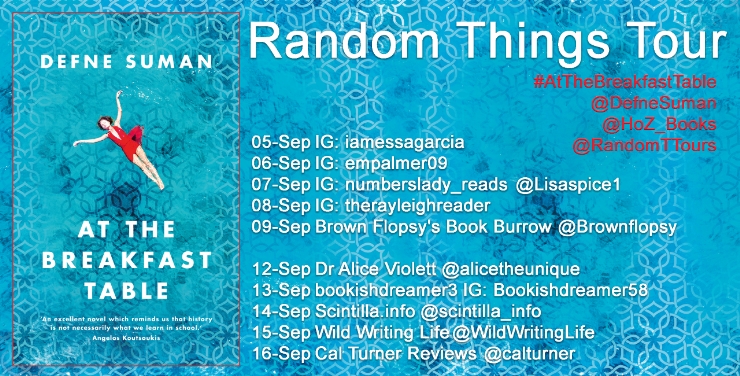 DEFNE SUMAN
AT THE
BREAKFAST
TABLE
'An excellent novel which reminds us that history
is not necessarily what we learn in school.'
Angelos Koutsoukis
Random Things Tour
#AtTheBreakfastTable
@DefneSuman
@HoZ_Books
@RandomTTours
05-Sep IG: iamessagarcia
06-Sep IG: empalmer09
07-Sep IG: numberslady_reads @Lisaspice1
08-Sep IG: therayleighreader
09-Sep Brown Flopsy's Book Burrow @Brownflopsy
12-Sep Dr Alice Violett @alicetheunique
13-Sep bookishdreamer3 IG: Bookishdreamer58
14-Sep Scintilla.info @scintilla_info
15-Sep Wild Writing Life @WildWritingLife
16-Sep Cal Turner Reviews @calturner